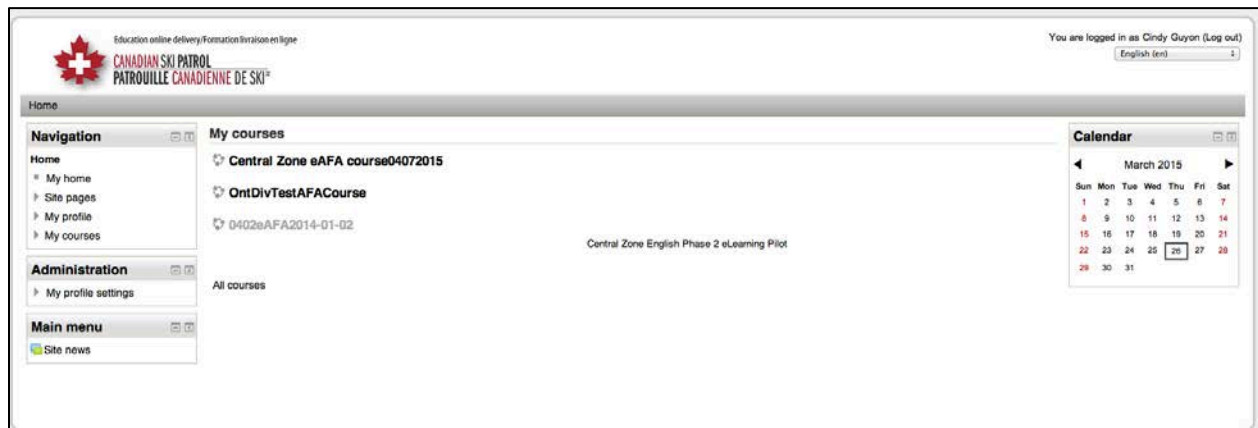 Education online delivery/Formation livraison en ligne
CANADIAN SKI PATROL
PATROUILLE CANADIENNE DE SKI
You are logged in as Cindy Guyon (Log out)
English (en)
Home
Navigation
Home
My home
Site pages
My profile
My courses
Administration
My profile settings
Main menu
Site news
My courses
Central Zone eAFA course04072015
OntDivTestAFACourse
0402eAFA2014-01-02
Central Zone English Phase 2 eLearning Pilot
All courses
Calendar
March 2015
Sun Mon Tue Wed Thu Fri Sat
1 2 3 4 5 6 7
8 9 10 11 12 13 14
15 16 17 18 19 20 21
22 23 24 25 26 27 28
29 30 31